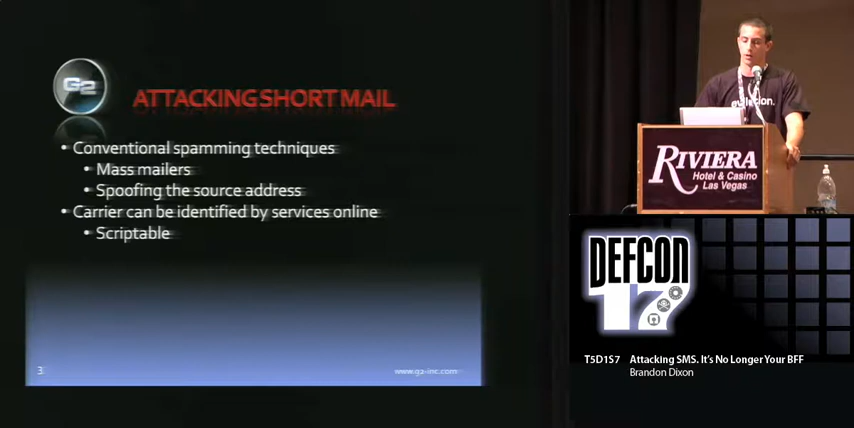 G2
ATTACKING SHORT MAIL
• Conventional spamming techniques
• Mass mailers
• Spoofing the source address
• Carrier can be identified by services online
• Scriptable
3
www.g2-inc.com
RIVIERA
Hotel & Casino
Las Vegas
DEFCON
17
T5D1S7 Attacking SMS. It's No Longer Your BFF
Brandon Dixon